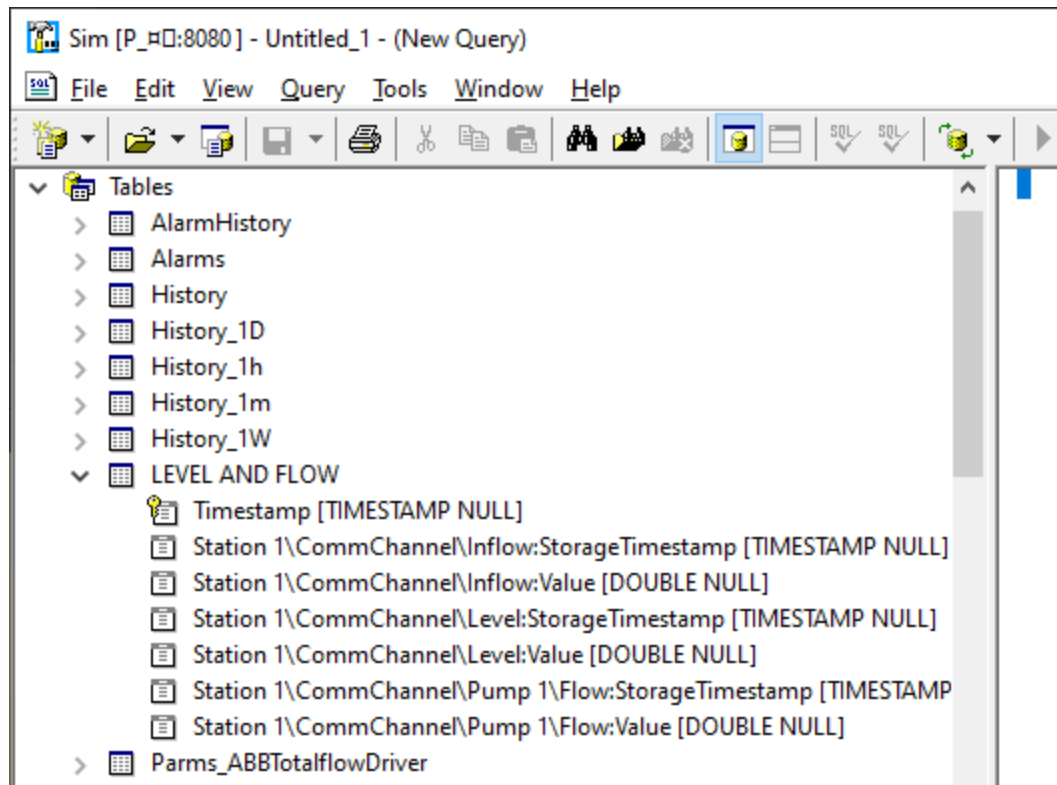 Sim [P_¤▯:8080 ] - Untitled_1 - (New Query)
File Edit View Query Tools Window Help
Tables
AlarmHistory
Alarms
History
History_1D
History_1h
History_1m
History_1W
LEVEL AND FLOW
Timestamp [TIMESTAMP NULL]
Station 1\CommChannel\Inflow:StorageTimestamp [TIMESTAMP NULL]
Station 1\CommChannel\Inflow:Value [DOUBLE NULL]
Station 1\CommChannel\Level:StorageTimestamp [TIMESTAMP NULL]
Station 1\CommChannel\Level:Value [DOUBLE NULL]
Station 1\CommChannel\Pump 1\Flow:StorageTimestamp [TIMESTAMP
Station 1\CommChannel\Pump 1\Flow:Value [DOUBLE NULL]
Parms_ABBTotalflowDriver